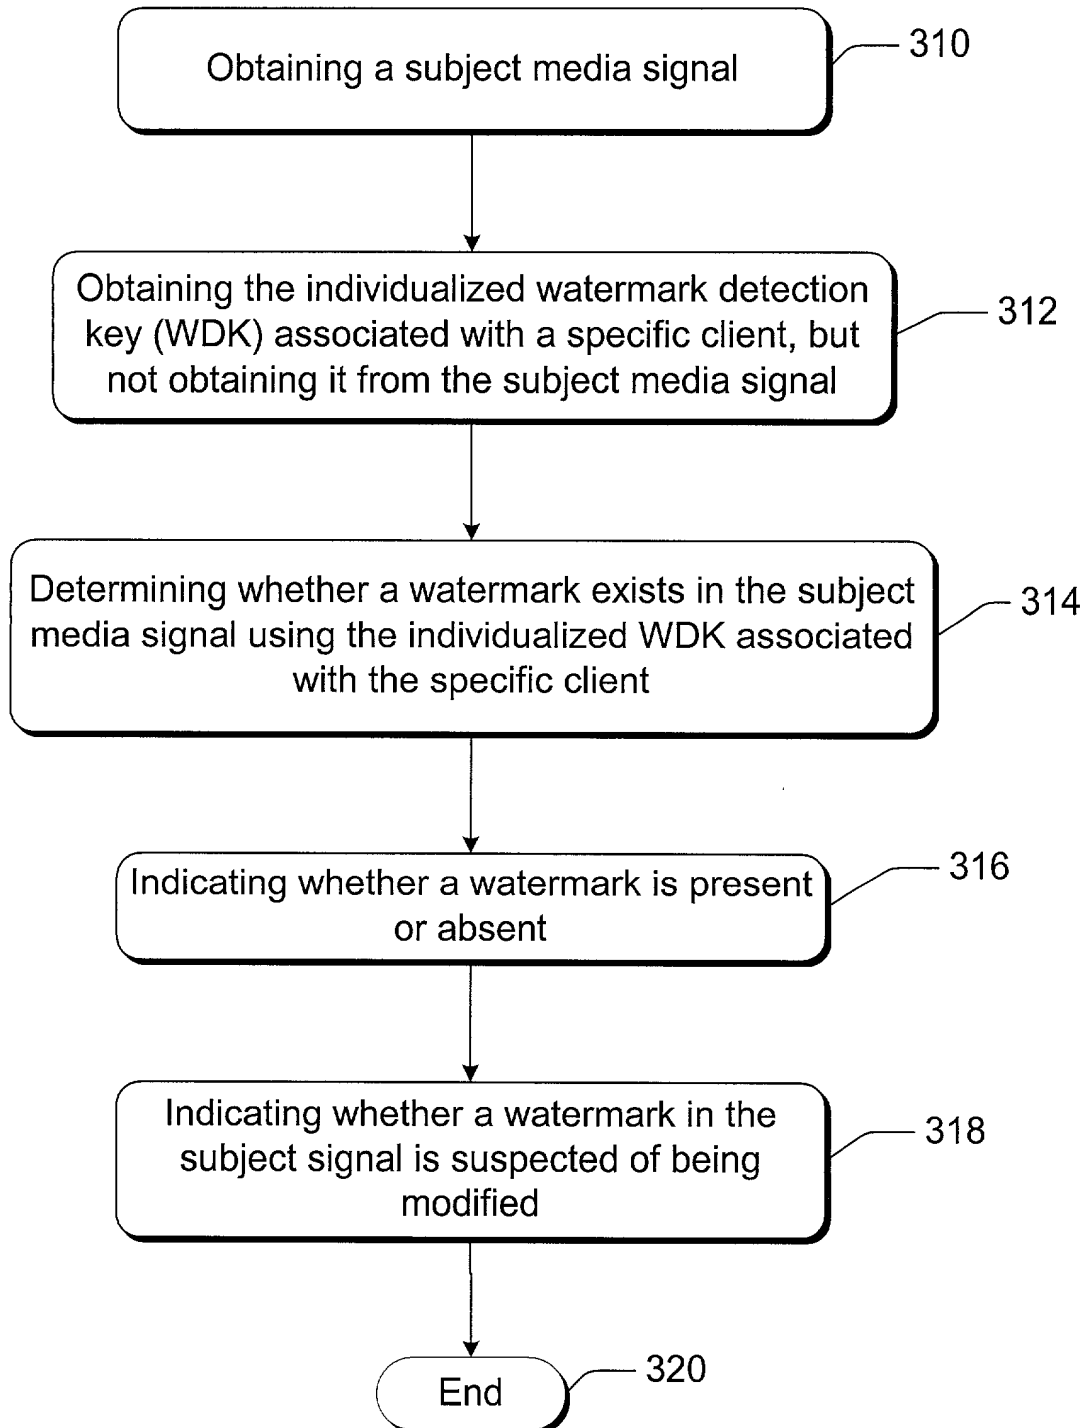 Obtaining a subject media signal
310
Obtaining the individualized watermark detection
key (WDK) associated with a specific client, but
not obtaining it from the subject media signal
312
Determining whether a watermark exists in the subject
media signal using the individualized WDK associated
with the specific client
314
Indicating whether a watermark is present
or absent
316
Indicating whether a watermark in the
subject signal is suspected of being
modified
318
End
320